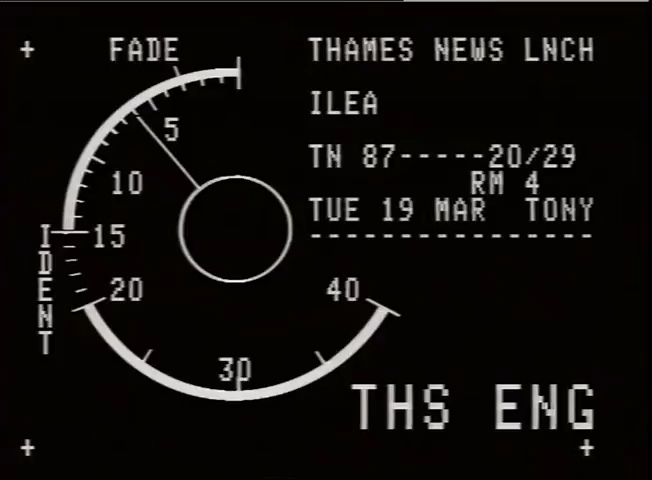 FADE
THAMES NEWS LNCH
ILEA
TN 87-----20/29
RM 4
TUE 19 MAR TONY
----------------
5
10
15
20
30
40
IDENT
THS ENG